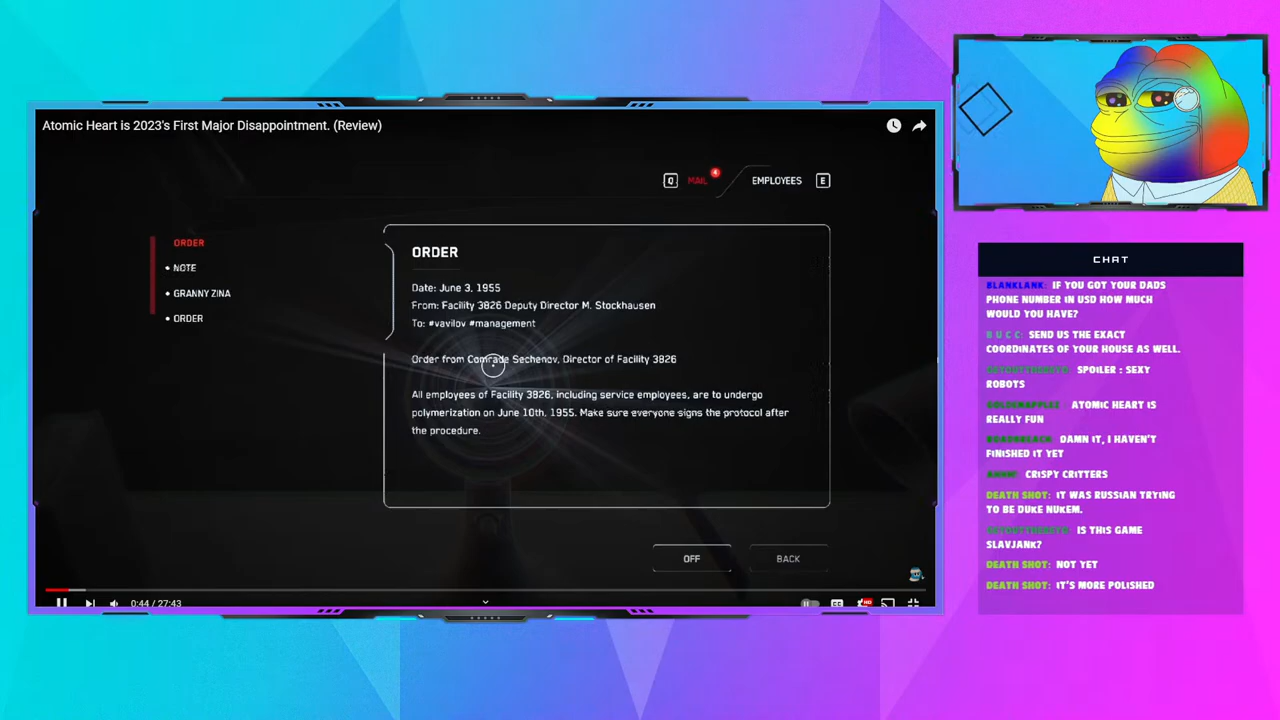 Atomic Heart is 2023's First Major Disappointment. (Review)
Q MAIL 4 EMPLOYEES E
ORDER
NOTE
GRANNY ZINA
ORDER
ORDER
Date: June 3, 1955
From: Facility 3826 Deputy Director M. Stockhausen
To: #vavilov #management
Order from Comrade Sechenov, Director of Facility 3826
All employees of Facility 3826, including service employees, are to undergo
polymerization on June 10th, 1955. Make sure everyone signs the protocol after
the procedure.
OFF BACK
0:44 / 27:43
CC HD
CHAT
BLANKLANK: IF YOU GOT YOUR DADS
PHONE NUMBER IN USD HOW MUCH
WOULD YOU HAVE?
B U C C: SEND US THE EXACT
COORDINATES OF YOUR HOUSE AS WELL.
SPOILER : SEXY
ROBOTS
ATOMIC HEART IS
REALLY FUN
DAMN IT, I HAVEN'T
FINISHED IT YET
CRISPY CRITTERS
DEATH SHOT: IT WAS RUSSIAN TRYING
TO BE DUKE NUKEM.
IS THIS GAME
SLAVJANK?
DEATH SHOT: NOT YET
DEATH SHOT: IT'S MORE POLISHED